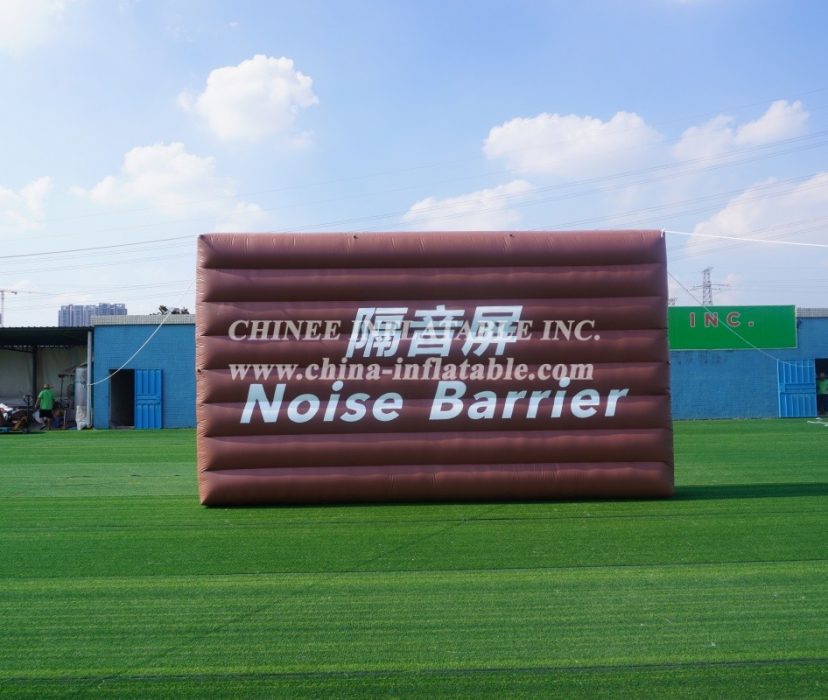 隔音屏
CHINEE INFLATABLE INC.
www.china-inflatable.com
Noise Barrier
INC.